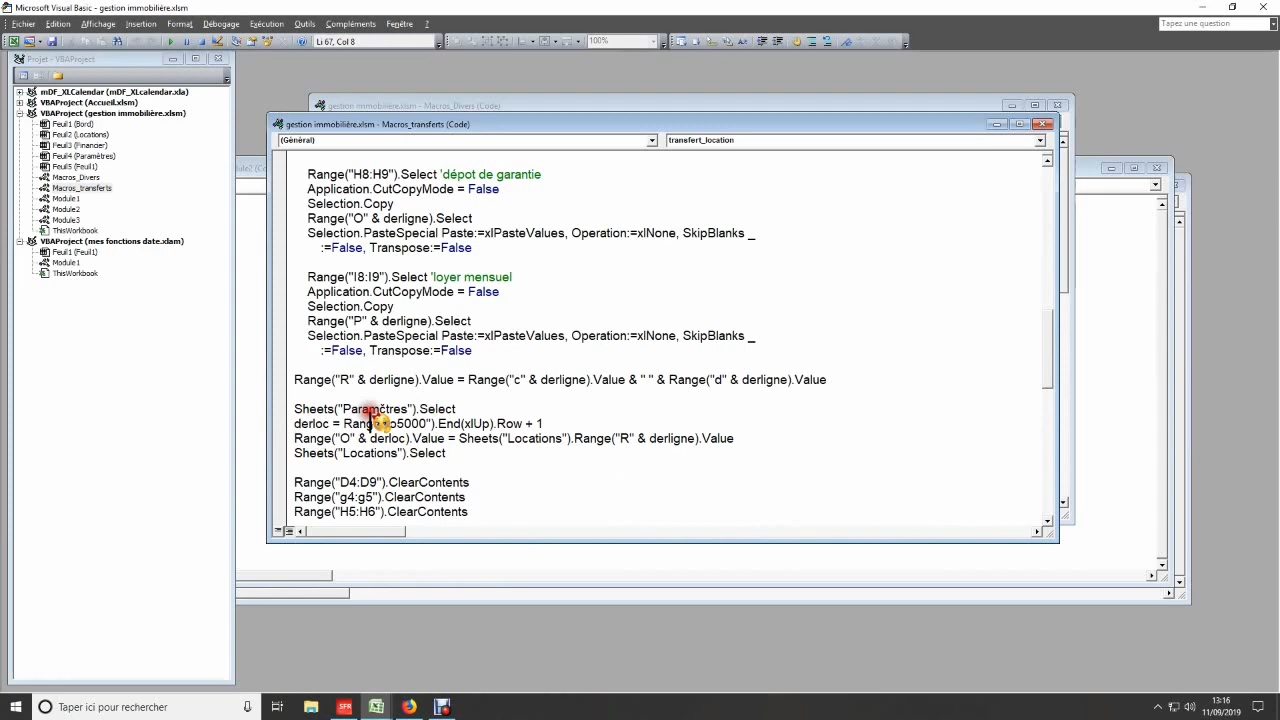 Microsoft Visual Basic - gestion immobilière.xlsm
Fichier Edition Affichage Insertion Format Débogage Exécution Outils Compléments Fenêtre ?
Tapez une question
Li 67, Col 8
100%
Projet - VBAProject
mDF_XLCalendar (mDF_XLcalendar.xla)
VBAProject (Accueil.xlsm)
VBAProject (gestion immobilière.xlsm)
Feuil1 (Bord)
Feuil2 (Locations)
Feuil3 (Financier)
Feuil4 (Paramètres)
Feuil5 (Feuil1)
Macros_Divers
Macros_transferts
Module1
Module2
Module3
ThisWorkbook
VBAProject (mes fonctions date.xlam)
Feuil1 (Feuil1)
Module1
ThisWorkbook
gestion immobilière.xlsm - Macros_Divers (Code)
gestion immobilière.xlsm - Macros_transferts (Code)
(Général)
transfert_location
Range("H8:H9").Select 'dépot de garantie
Application.CutCopyMode = False
Selection.Copy
Range("O" & derligne).Select
Selection.PasteSpecial Paste:=xlPasteValues, Operation:=xlNone, SkipBlanks _
:=False, Transpose:=False
Range("I8:I9").Select 'loyer mensuel
Application.CutCopyMode = False
Selection.Copy
Range("P" & derligne).Select
Selection.PasteSpecial Paste:=xlPasteValues, Operation:=xlNone, SkipBlanks _
:=False, Transpose:=False
Range("R" & derligne).Value = Range("c" & derligne).Value & " " & Range("d" & derligne).Value
Sheets("Paramčtres").Select
derloc = o5000").End(xlUp).Row + 1
Range("O" & derloc).Value = Sheets("Locations").Range("R" & derligne).Value
Sheets("Locations").Select
Range("D4:D9").ClearContents
Range("g4:g5").ClearContents
Range("H5:H6").ClearContents
Taper ici pour rechercher
SFR
13:16
11/09/2019